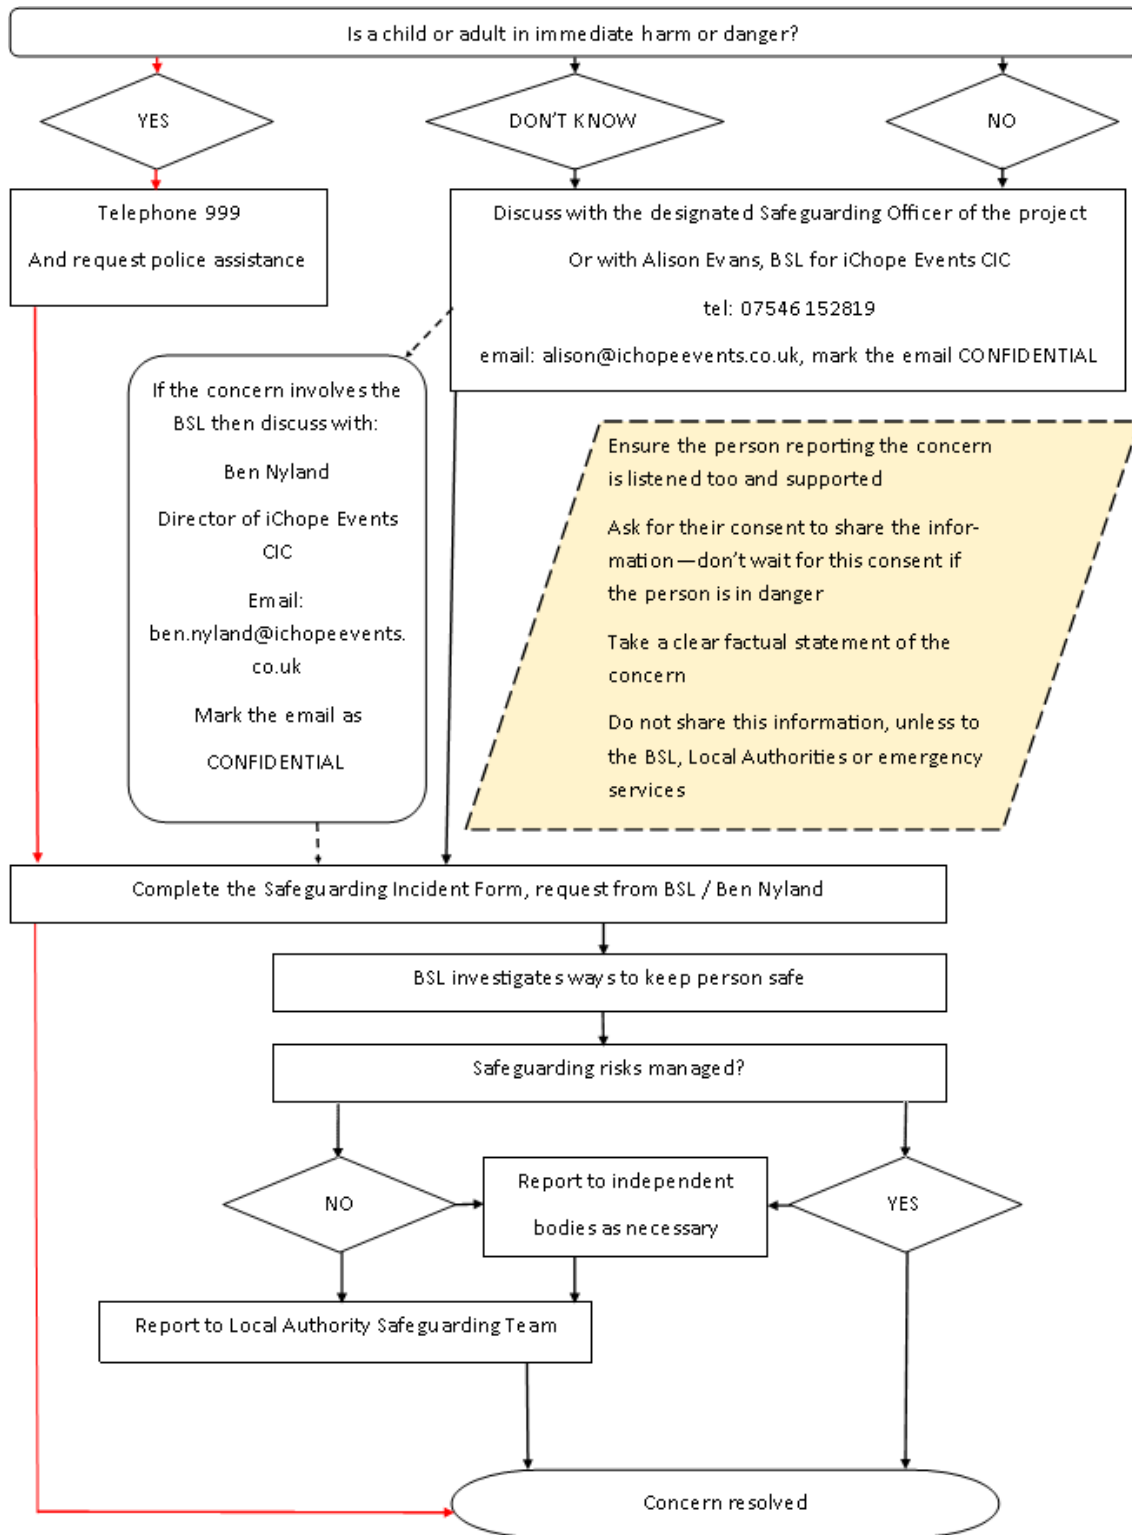 Is a child or adult in immediate harm or danger?
YES
DON'T KNOW
NO
Telephone 999
And request police assistance
Discuss with the designated Safeguarding Officer of the project
Or with Alison Evans, BSL for iChope Events CIC
tel: 07546 152819
email: alison@ichopeevents.co.uk, mark the email CONFIDENTIAL
If the concern involves the
BSL then discuss with:
Ben Nyland
Director of iChope Events
CIC
Email:
ben.nyland@ichopeevents.
co.uk
Mark the email as
CONFIDENTIAL
Ensure the person reporting the concern
is listened too and supported
Ask for their consent to share the infor-
mation—don't wait for this consent if
the person is in danger
Take a clear factual statement of the
concern
Do not share this information, unless to
the BSL, Local Authorities or emergency
services
Complete the Safeguarding Incident Form, request from BSL / Ben Nyland
BSL investigates ways to keep person safe
Safeguarding risks managed?
NO
Report to independent
bodies as necessary
YES
Report to Local Authority Safeguarding Team
Concern resolved